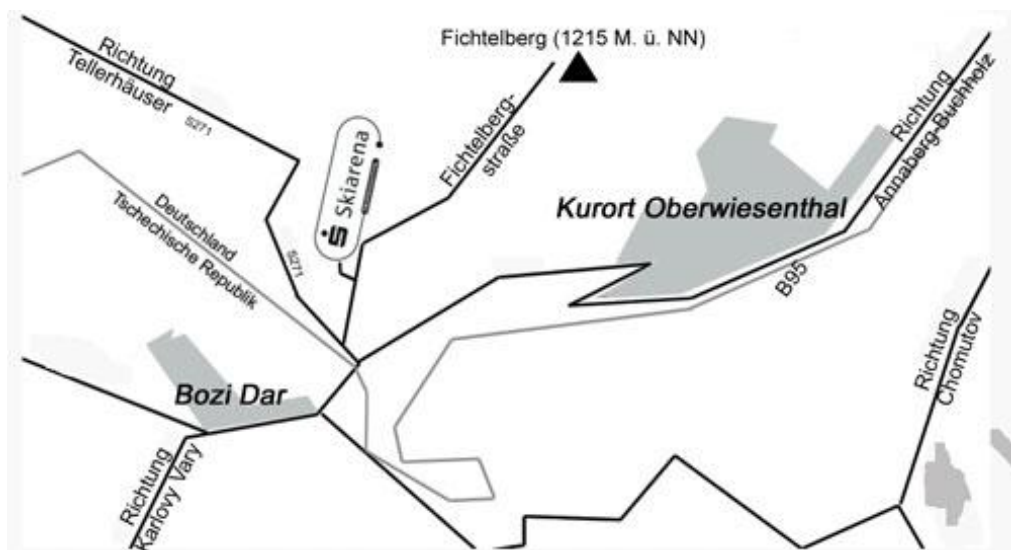 Fichtelberg (1215 M. ü. NN)
Richtung
Tellerhäuser
S271
Skiarena
Fichtelberg-
straße
Richtung
Annaberg-Buchholz
Kurort Oberwiesenthal
Deutschland
Tschechische Republik
S271
B95
Bozi Dar
Richtung
Chomutov
Richtung
Karlovy Vary